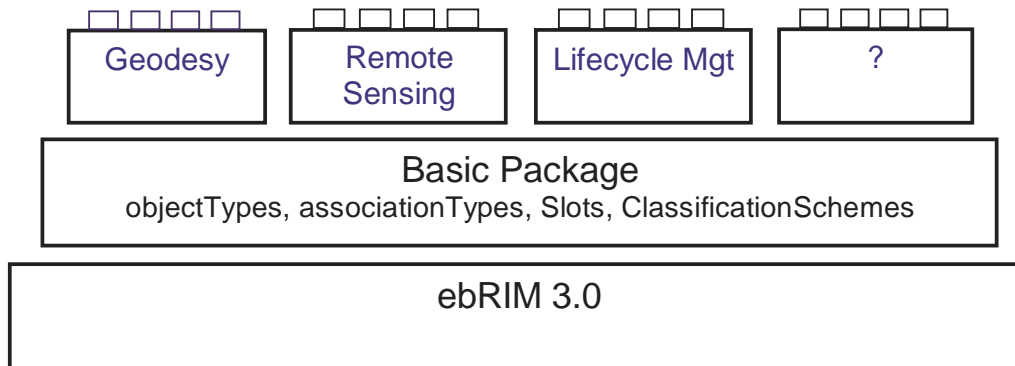 Geodesy
Remote
Sensing
Lifecycle Mgt
?
Basic Package
objectTypes, associationTypes, Slots, ClassificationSchemes
ebRIM 3.0